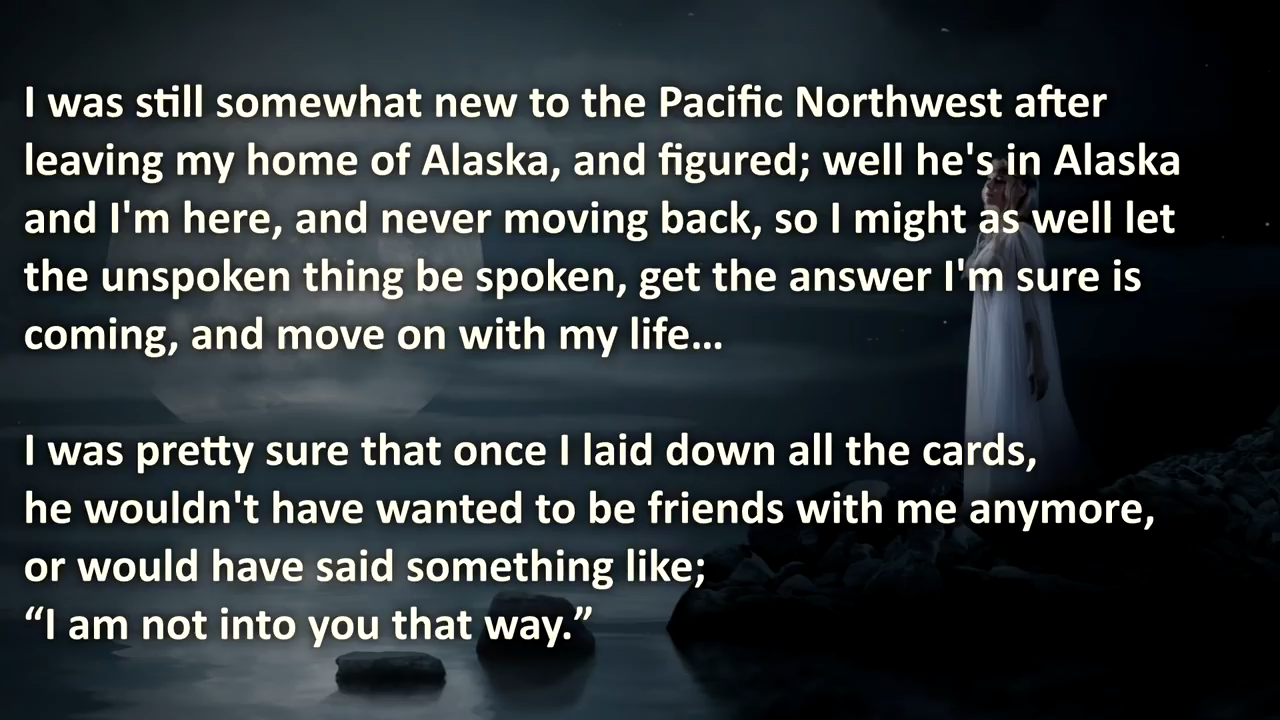 I was still somewhat new to the Pacific Northwest after
leaving my home of Alaska, and figured; well he's in Alaska
and I'm here, and never moving back, so I might as well let
the unspoken thing be spoken, get the answer I'm sure is
coming, and move on with my life...
I was pretty sure that once I laid down all the cards,
he wouldn't have wanted to be friends with me anymore,
or would have said something like;
“I am not into you that way.”